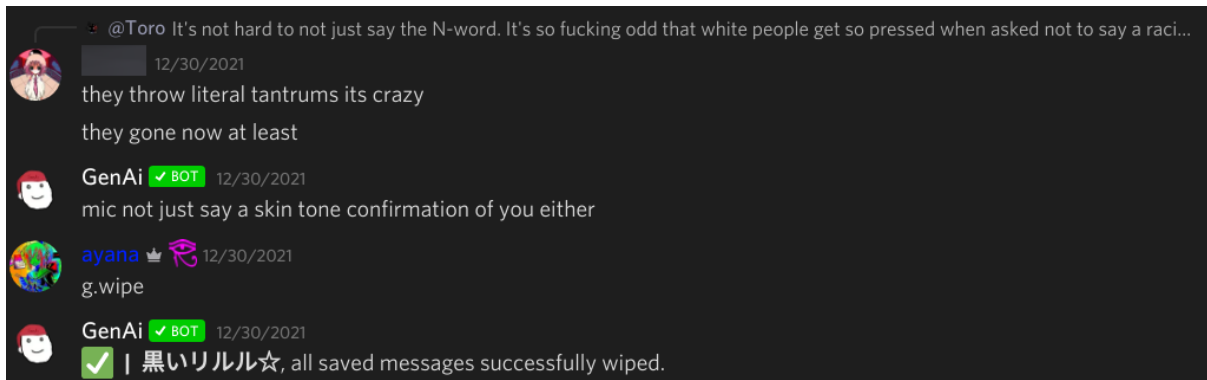 @Toro It's not hard to not just say the N-word. It's so fucking odd that white people get so pressed when asked not to say a raci...
12/30/2021
they throw literal tantrums its crazy
they gone now at least
GenAi ✓ BOT 12/30/2021
mic not just say a skin tone confirmation of you either
ayana 12/30/2021
g.wipe
GenAi ✓ BOT 12/30/2021
✅ | 黒いリルル☆, all saved messages successfully wiped.